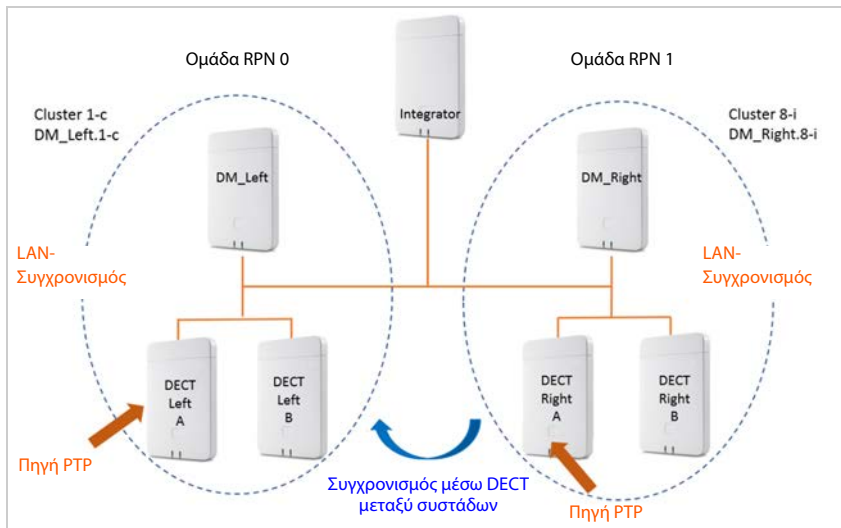 Ομάδα RPN 0
Ομάδα RPN 1
Integrator
Cluster 1-c
DM_Left.1-c
Cluster 8-i
DM_Right.8-i
DM_Left
DM_Right
LAN-
Συγχρονισμός
LAN-
Συγχρονισμός
DECT
Left
A
DECT
Left
B
DECT
Right
A
DECT
Right
B
Πηγή PTP
Συγχρονισμός μέσω DECT
μεταξύ συστάδων
Πηγή PTP